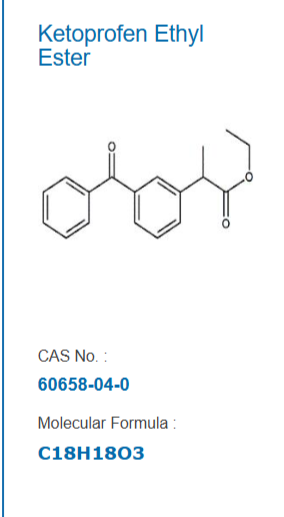 Ketoprofen Ethyl
Ester
O
O
O
CAS No. :
60658-04-0
Molecular Formula :
C18H18O3